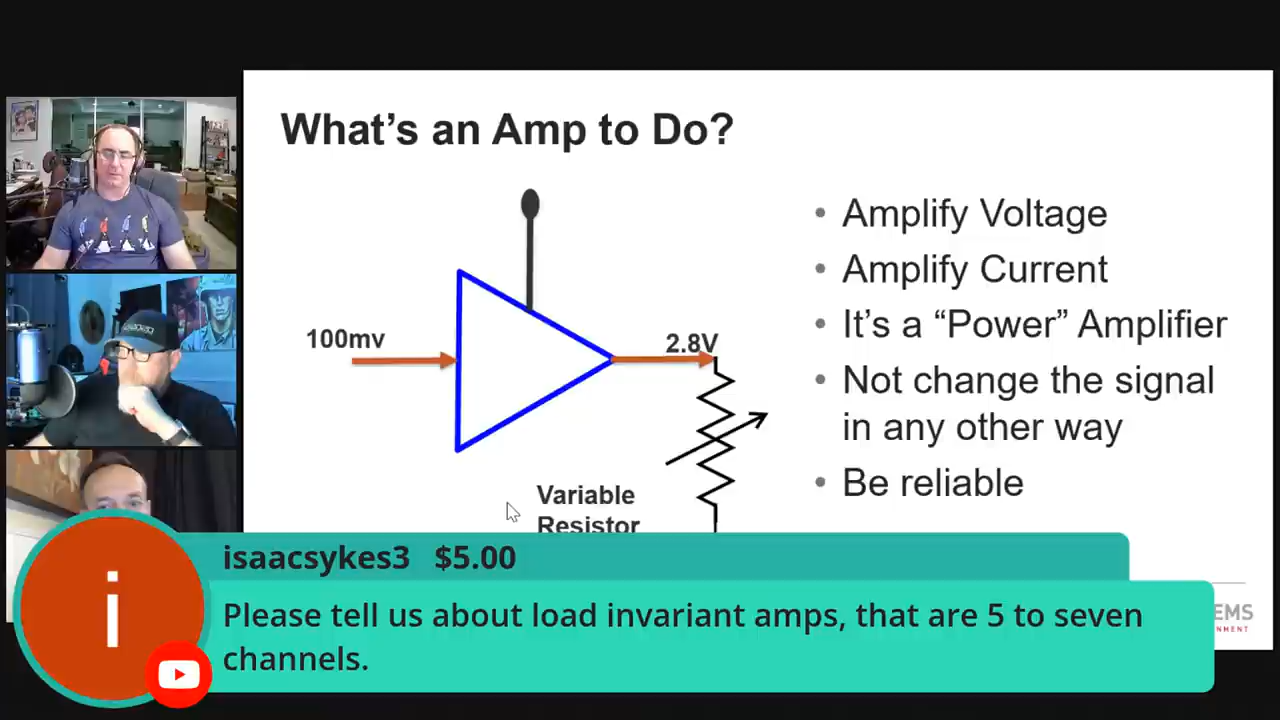 What's an Amp to Do?
100mv
2.8V
Variable
Resistor
• Amplify Voltage
• Amplify Current
• It's a “Power” Amplifier
• Not change the signal
in any other way
• Be reliable
i
isaacsykes3 $5.00
Please tell us about load invariant amps, that are 5 to seven
channels.